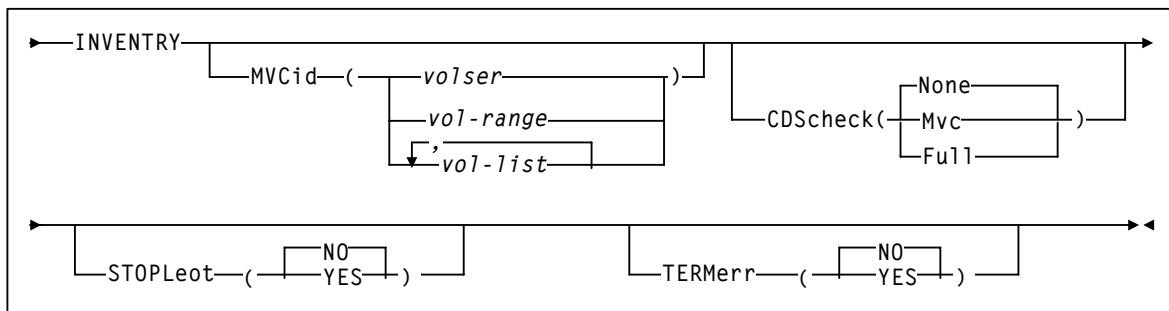 INVENTRY
MVCid ( volser )
vol-range
,
vol-list
None
CDScheck( Mvc )
Full
NO
STOPLeot ( YES )
NO
TERMerr ( YES )